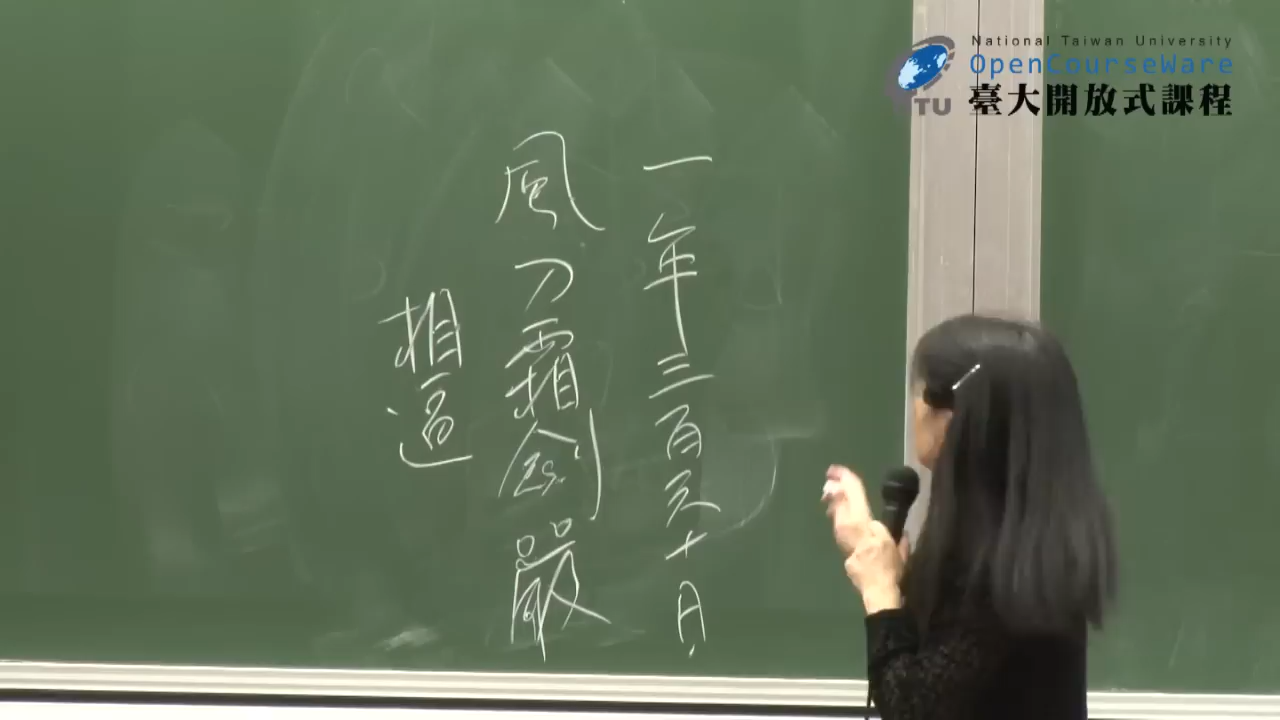 National Taiwan University
OpenCourseWare
TU 臺大開放式課程
一年三百六十日
風刀霜劍嚴
相逼